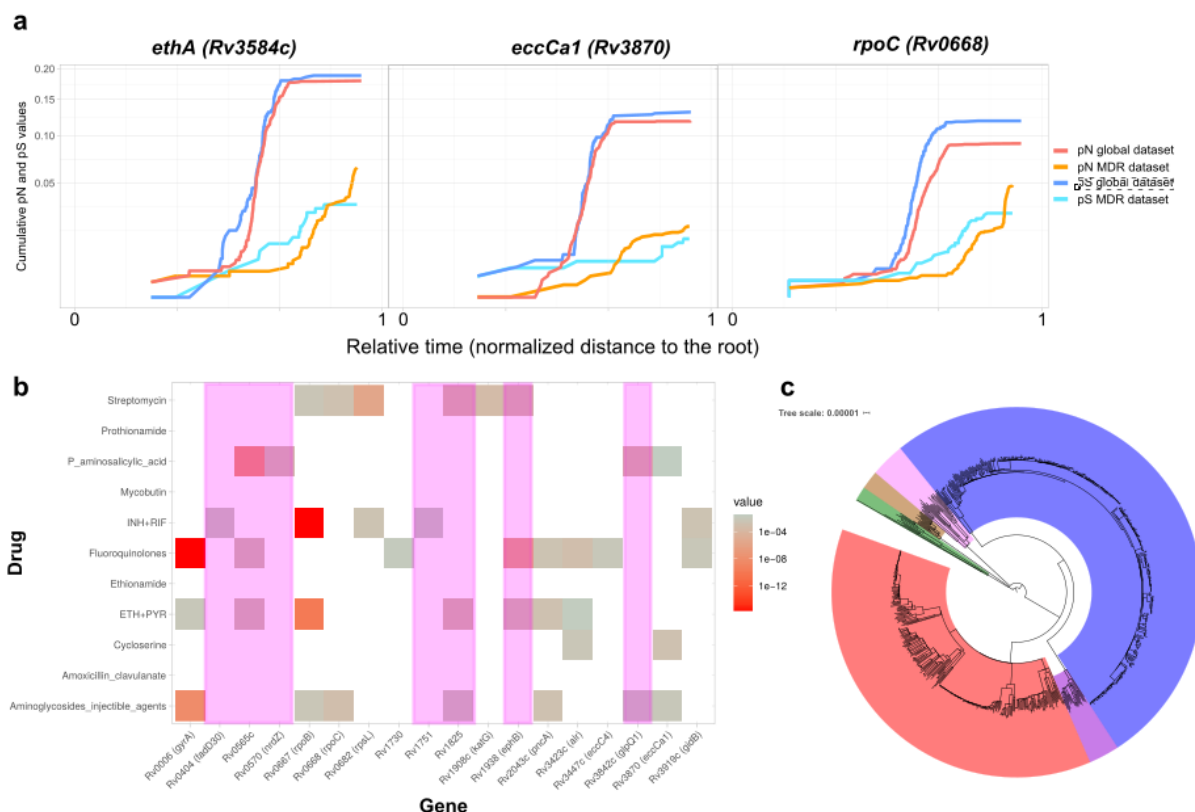 a
ethA (Rv3584c)
eccCa1 (Rv3870)
rpoC (Rv0668)
Cumulative pN and pS values
0.20
0.15
0.10
0.05
pN global dataset
pN MDR dataset
pS global dataset
pS MDR dataset
0 1 0 1 0 1
Relative time (normalized distance to the root)
b
Drug
Streptomycin
Prothionamide
P_aminosalicylic_acid
Mycobutin
INH+RIF
Fluoroquinolones
Ethionamide
ETH+PYR
Cycloserine
Amoxicillin_clavulanate
Aminoglycosides_injectible_agents
Rv0006 (gyrA)
Rv0404 (fadD30)
Rv0565c
Rv0570 (nrdZ)
Rv0667 (rpoB)
Rv0668 (rpoC)
Rv0682 (rpsL)
Rv1730
Rv1751
Rv1825
Rv1908c (katG)
Rv1938 (ephB)
Rv2043c (pncA)
Rv3423c (alr)
Rv3447c (eccC4)
Rv3842c (glpQ1)
Rv3870 (eccCa1)
Rv3919c (gidB)
Gene
value
1e-04
1e-08
1e-12
c
Tree scale: 0.00001